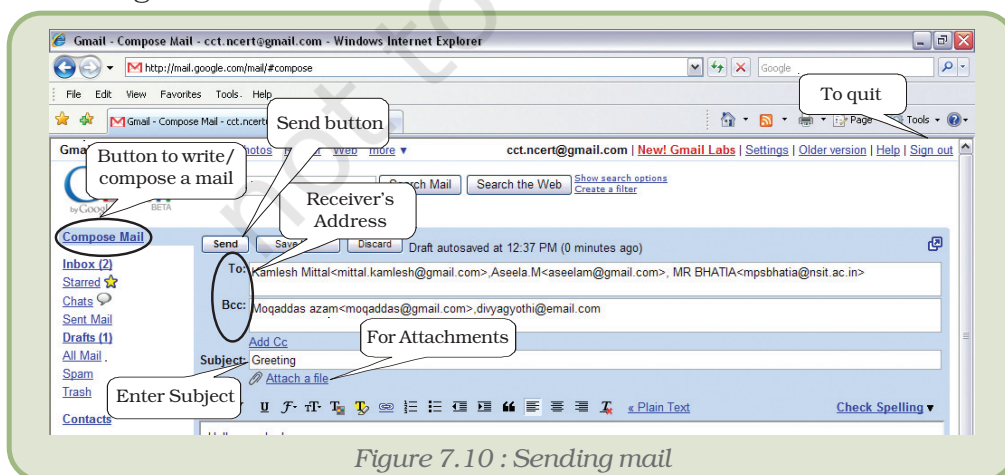 Gmail - Compose Mail - cct.ncert@gmail.com - Windows Internet Explorer
http://mail.google.com/mail/#compose
Google
File Edit View Favorites Tools Help
To quit
Gmail - Compose Mail - cct.ncert
Send button
Page Tools
Button to write/
compose a mail
Web more
cct.ncert@gmail.com | New! Gmail Labs | Settings | Older version | Help | Sign out
Search Mail Search the Web Show search options
Create a filter
by Google BETA
Receiver's
Address
Compose Mail
Send Save Discard Draft autosaved at 12:37 PM (0 minutes ago)
Inbox (2)
To: Kamlesh Mittal<mittal.kamlesh@gmail.com>,Aseela.M<aseelam@gmail.com>, MR BHATIA<mpsbhatia@nsit.ac.in>
Starred
Chats
Bcc: Moqaddas azam<moqaddas@gmail.com>,divyagyothi@email.com
Sent Mail
Drafts (1)
Add Cc
For Attachments
All Mail
Subject: Greeting
Spam
Attach a file
Trash
Enter Subject
« Plain Text
Check Spelling
Contacts
Figure 7.10 : Sending mail
not to